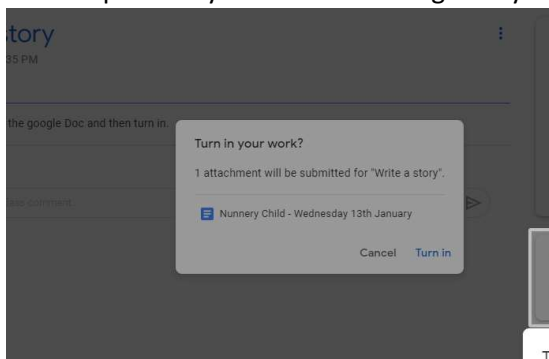 tory
35 PM
the google Doc and then turn in.
Turn in your work?
1 attachment will be submitted for "Write a story".
Nunnery Child - Wednesday 13th January
Cancel Turn in